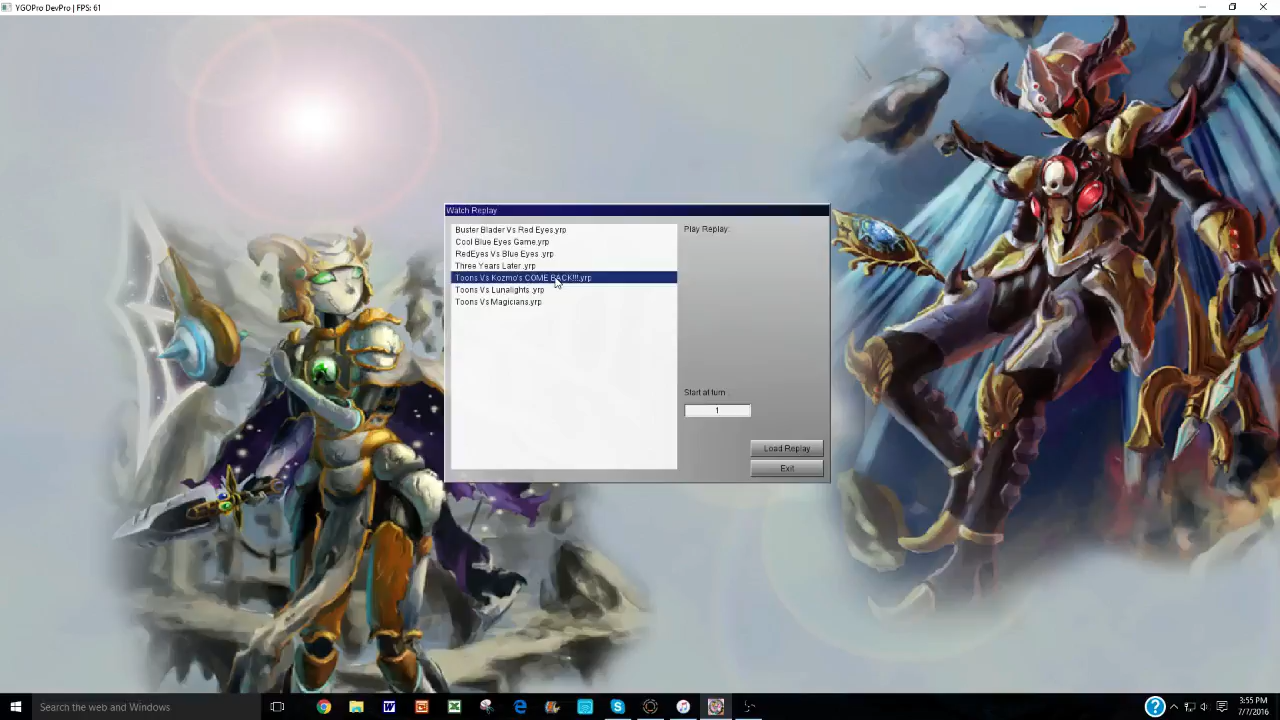 YGOPro DevPro | FPS: 61
Watch Replay
Buster Blader Vs Red Eyes.yrp
Cool Blue Eyes Game.yrp
RedEyes Vs Blue Eyes .yrp
Three Years Later .yrp
Toons Vs Kozmo's COME BACK!!!.yrp
Toons Vs Lunalights .yrp
Toons Vs Magicians.yrp
Play Replay:
Start at turn :
1
Load Replay
Exit
Search the web and Windows
3:55 PM
7/7/2016